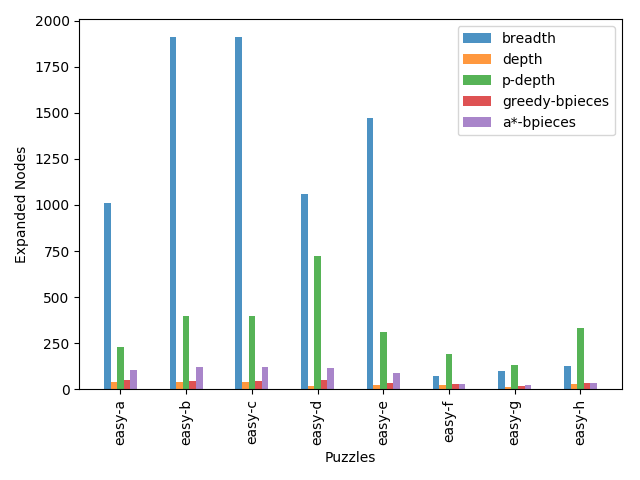 2000
1750
1500
1250
1000
750
500
250
0
Expanded Nodes
breadth
depth
p-depth
greedy-bpieces
a*-bpieces
easy-a
easy-b
easy-c
easy-d
easy-e
easy-f
easy-g
easy-h
Puzzles